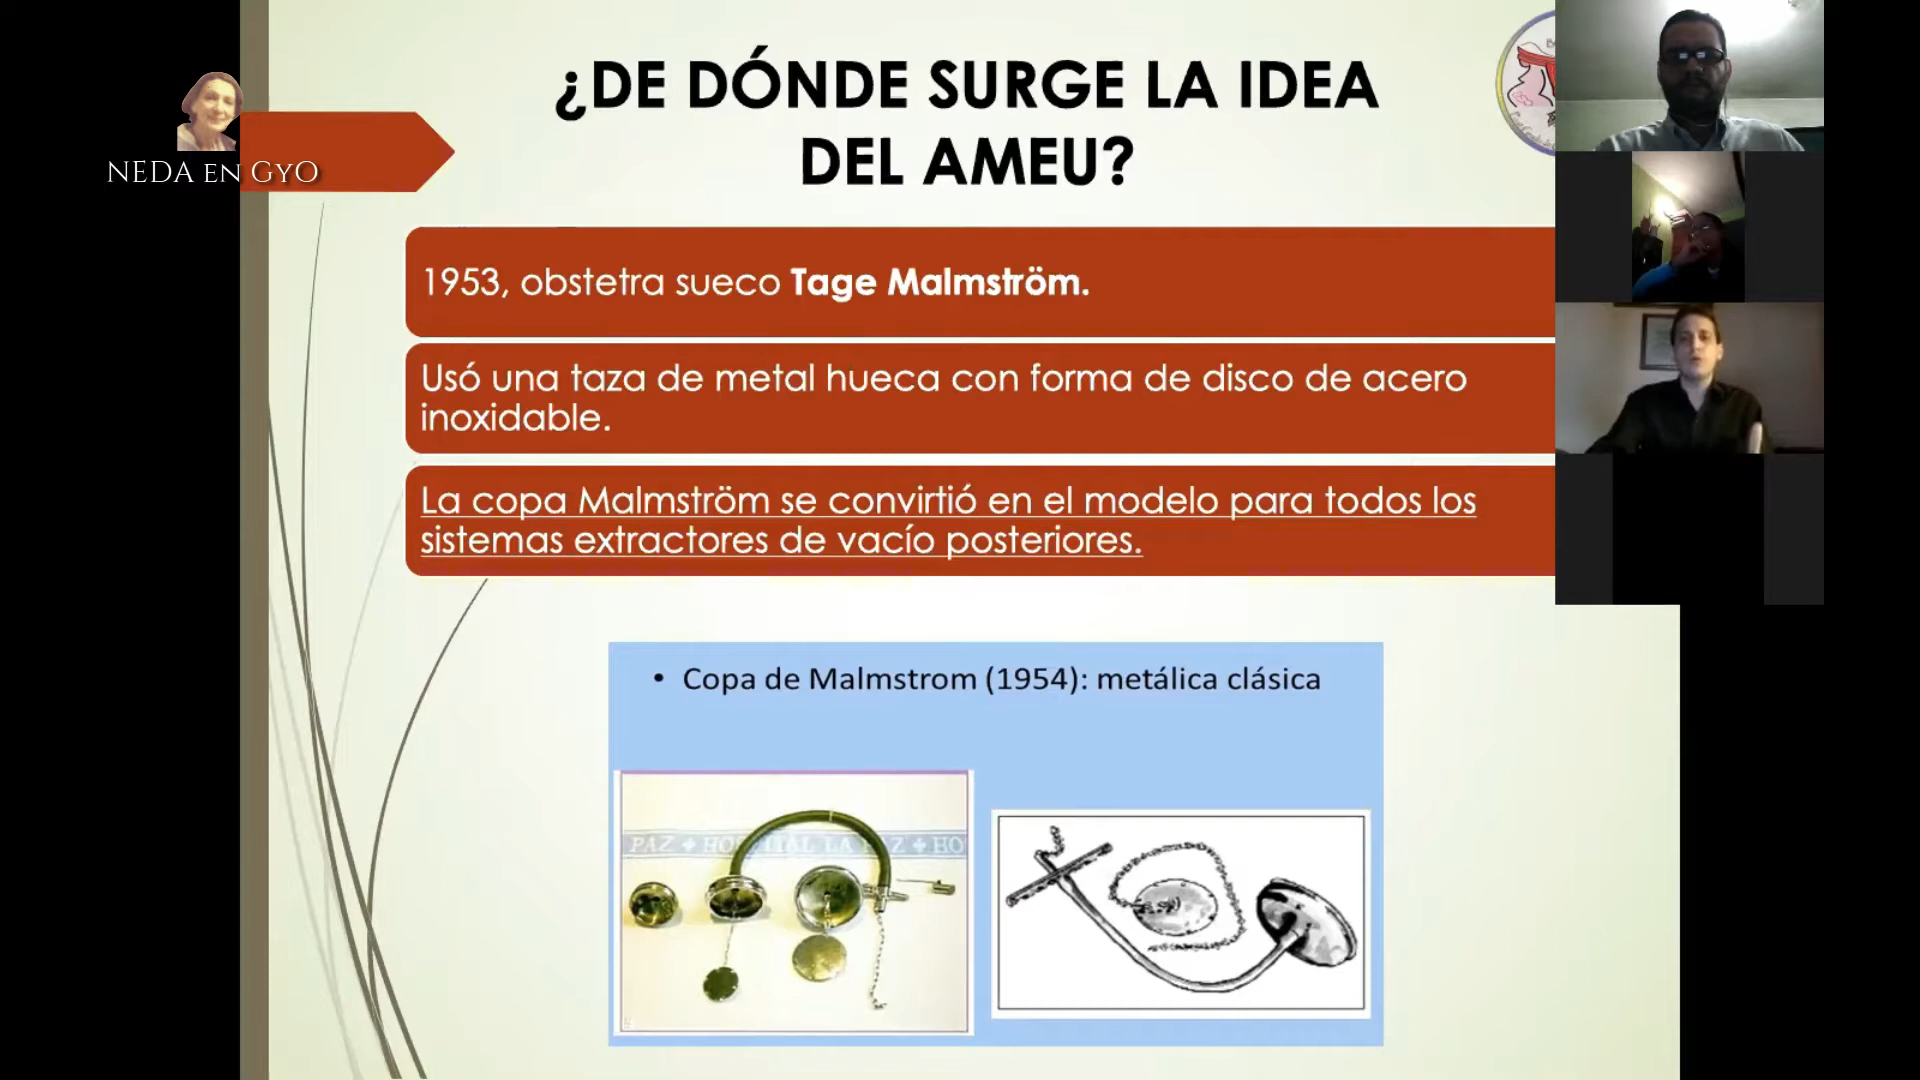 ¿DE DÓNDE SURGE LA IDEA
DEL AMEU?
NEDA EN GYO
1953, obstetra sueco Tage Malmström.
Usó una taza de metal hueca con forma de disco de acero
inoxidable.
La copa Malmström se convirtió en el modelo para todos los
sistemas extractores de vacío posteriores.
• Copa de Malmstrom (1954): metálica clásica
PAZ + HOSPITAL LA PAZ + HO